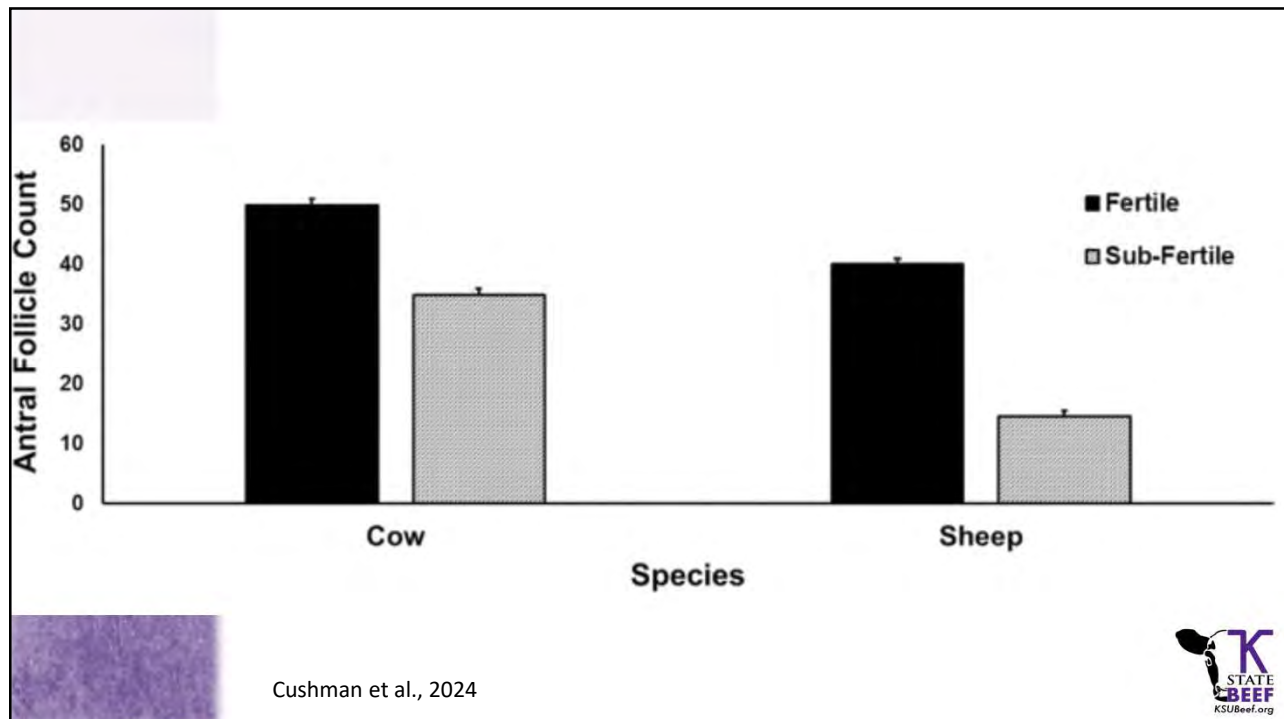 60
50
40
30
20
10
0
Antral Follicle Count
Fertile
Sub-Fertile
Cow
Sheep
Species
Cushman et al., 2024
K
STATE
BEEF
KSUBeef.org